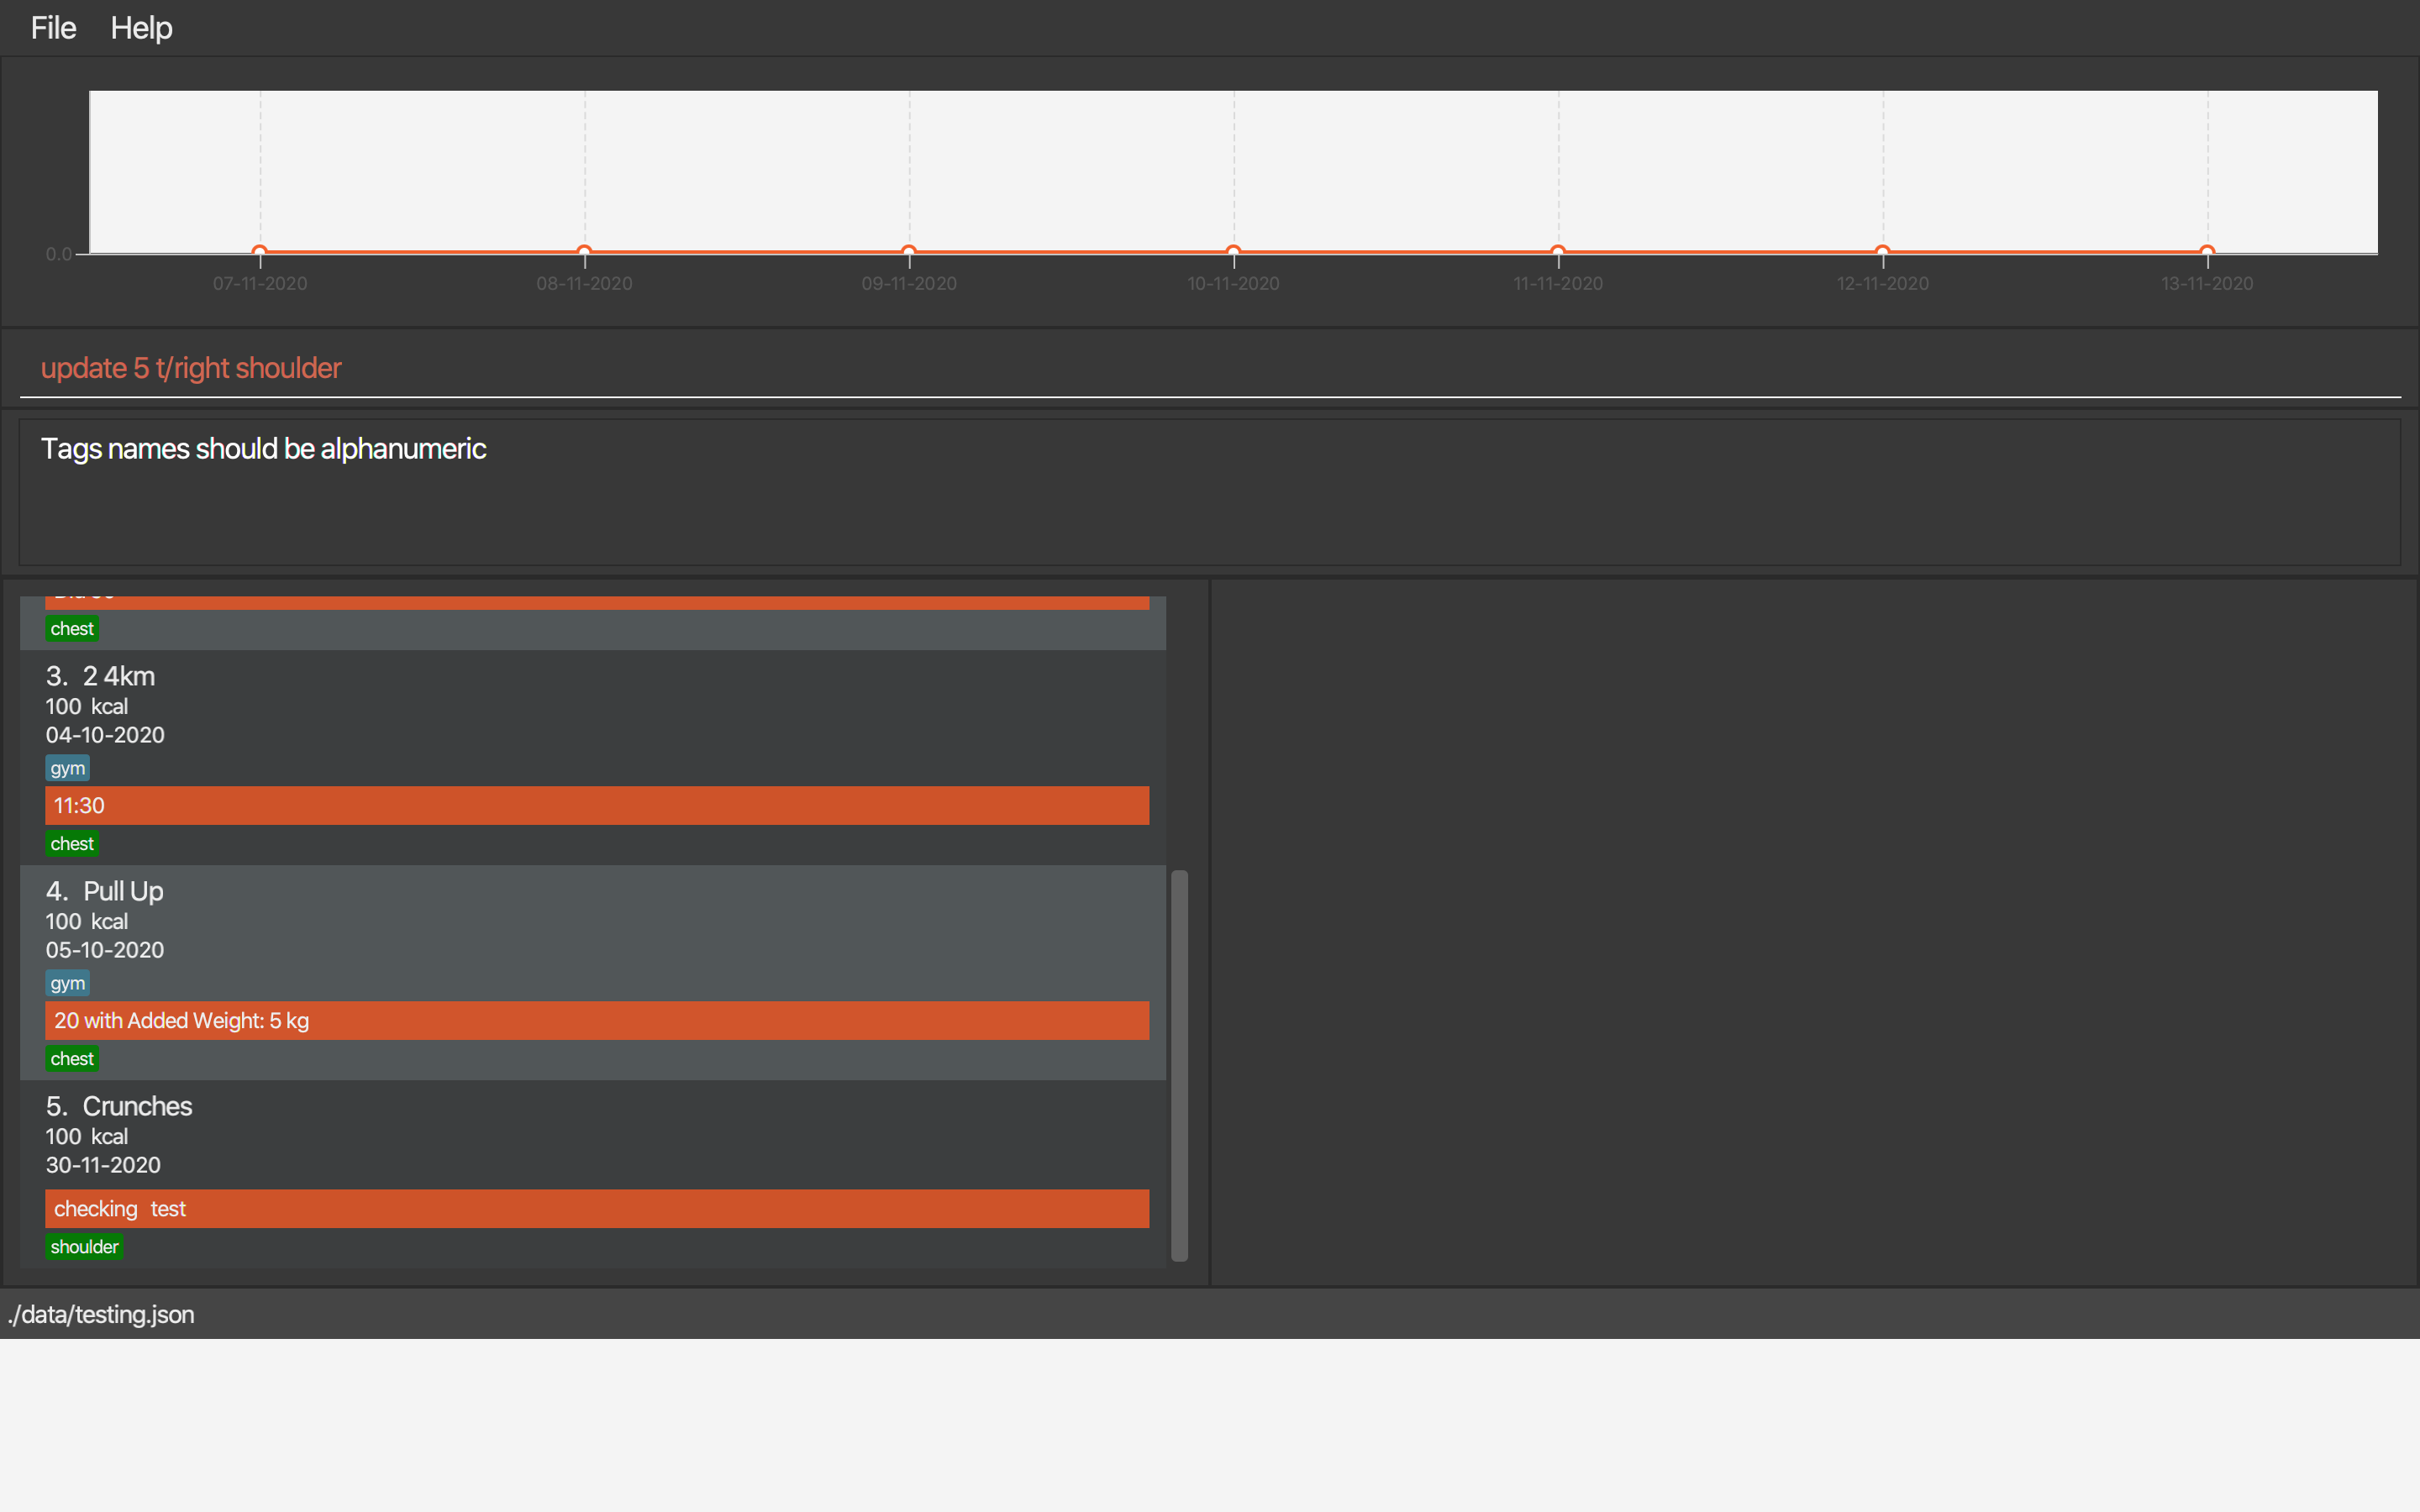 File Help
0.0
07-11-2020 08-11-2020 09-11-2020 10-11-2020 11-11-2020 12-11-2020 13-11-2020
update 5 t/right shoulder
Tags names should be alphanumeric
chest
3. 2 4km
100 kcal
04-10-2020
gym
11:30
chest
4. Pull Up
100 kcal
05-10-2020
gym
20 with Added Weight: 5 kg
chest
5. Crunches
100 kcal
30-11-2020
checking test
shoulder
./data/testing.json